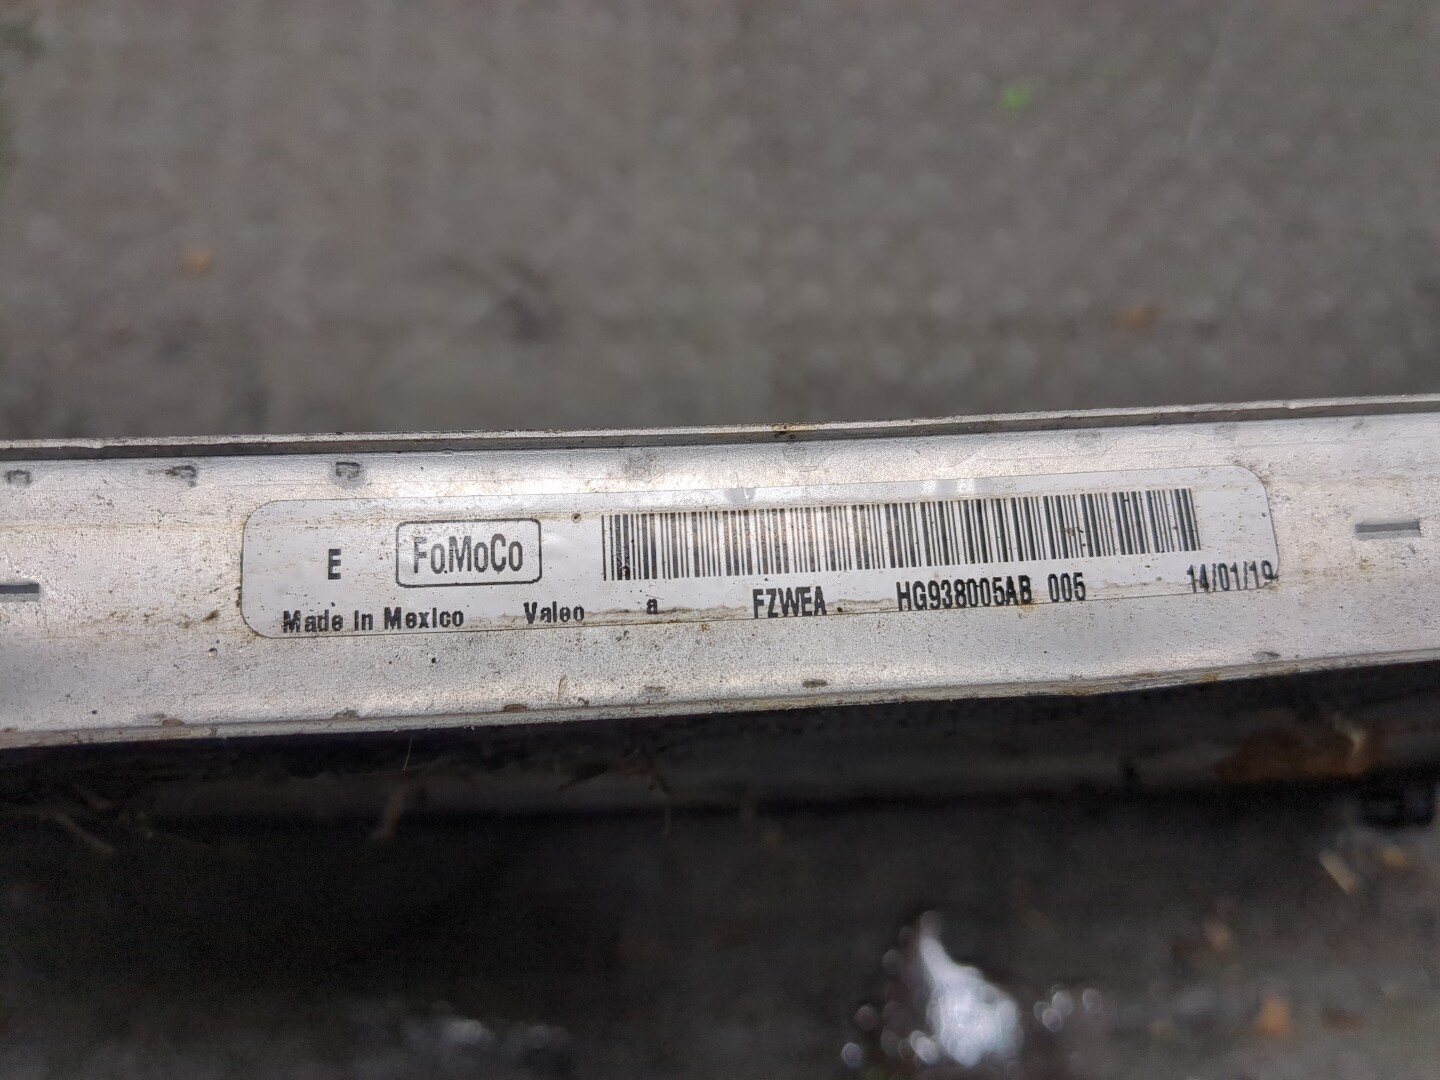 E FoMoCo
Made in Mexico Valeo a FZWEA HG938005AB 005 14/01/19